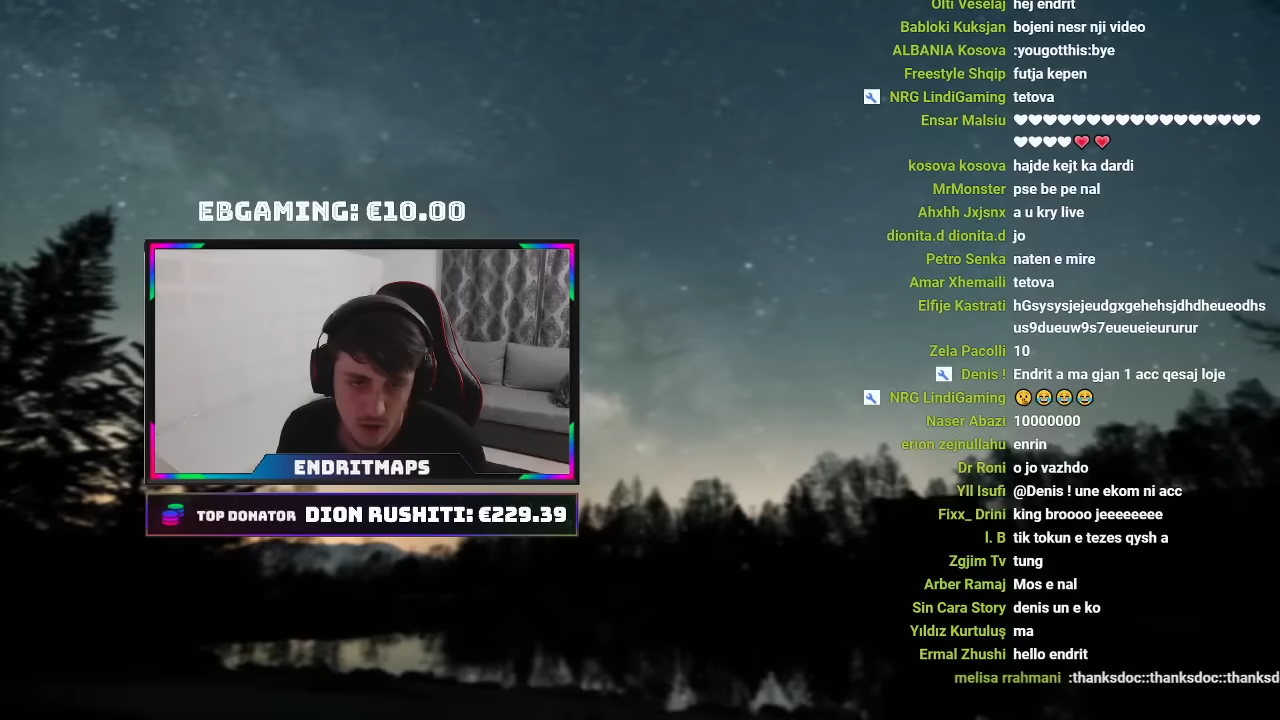 Olti Veselaj hej endrit
Babloki Kuksjan bojeni nesr nji video
ALBANIA Kosova :yougotthis:bye
Freestyle Shqip futja kepen
NRG LindiGaming tetova
Ensar Malsiu 🤍🤍🤍🤍🤍🤍🤍🤍🤍🤍🤍🤍🤍🤍🤍🤍🤍
🤍🤍🤍🤍❤️ ❤️
kosova kosova hajde kejt ka dardi
MrMonster pse be pe nal
Ahxhh Jxjsnx a u kry live
dionita.d dionita.d jo
Petro Senka naten e mire
Amar Xhemaili tetova
Elfije Kastrati hGsysysjejeudgxgehehsjdhdheueodhs
us9dueuw9s7eueueieururur
Zela Pacolli 10
Denis ! Endrit a ma gjan 1 acc qesaj loje
NRG LindiGaming 🤫😂😂😂
Naser Abazi 10000000
erion zejnullahu enrin
Dr Roni o jo vazhdo
Yll Isufi @Denis ! une ekom ni acc
Fixx_ Drini king broooo jeeeeeeee
l. B tik tokun e tezes qysh a
Zgjim Tv tung
Arber Ramaj Mos e nal
Sin Cara Story denis un e ko
Yıldız Kurtuluş ma
Ermal Zhushi hello endrit
melisa rrahmani :thanksdoc::thanksdoc::thanksd
EBGAMING: €10.00
ENDRITMAPS
TOP DONATOR DION RUSHITI: €229.39